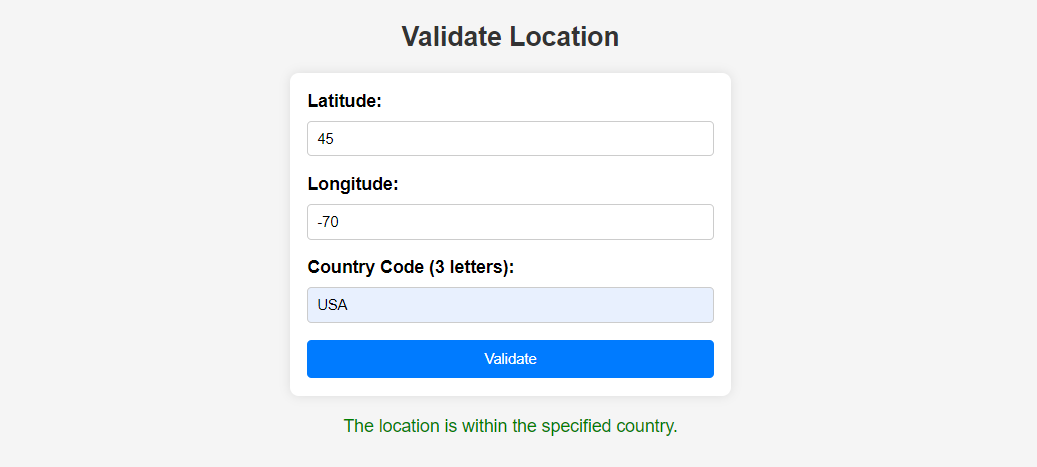 Validate Location
Latitude:
45
Longitude:
-70
Country Code (3 letters):
USA
Validate
The location is within the specified country.